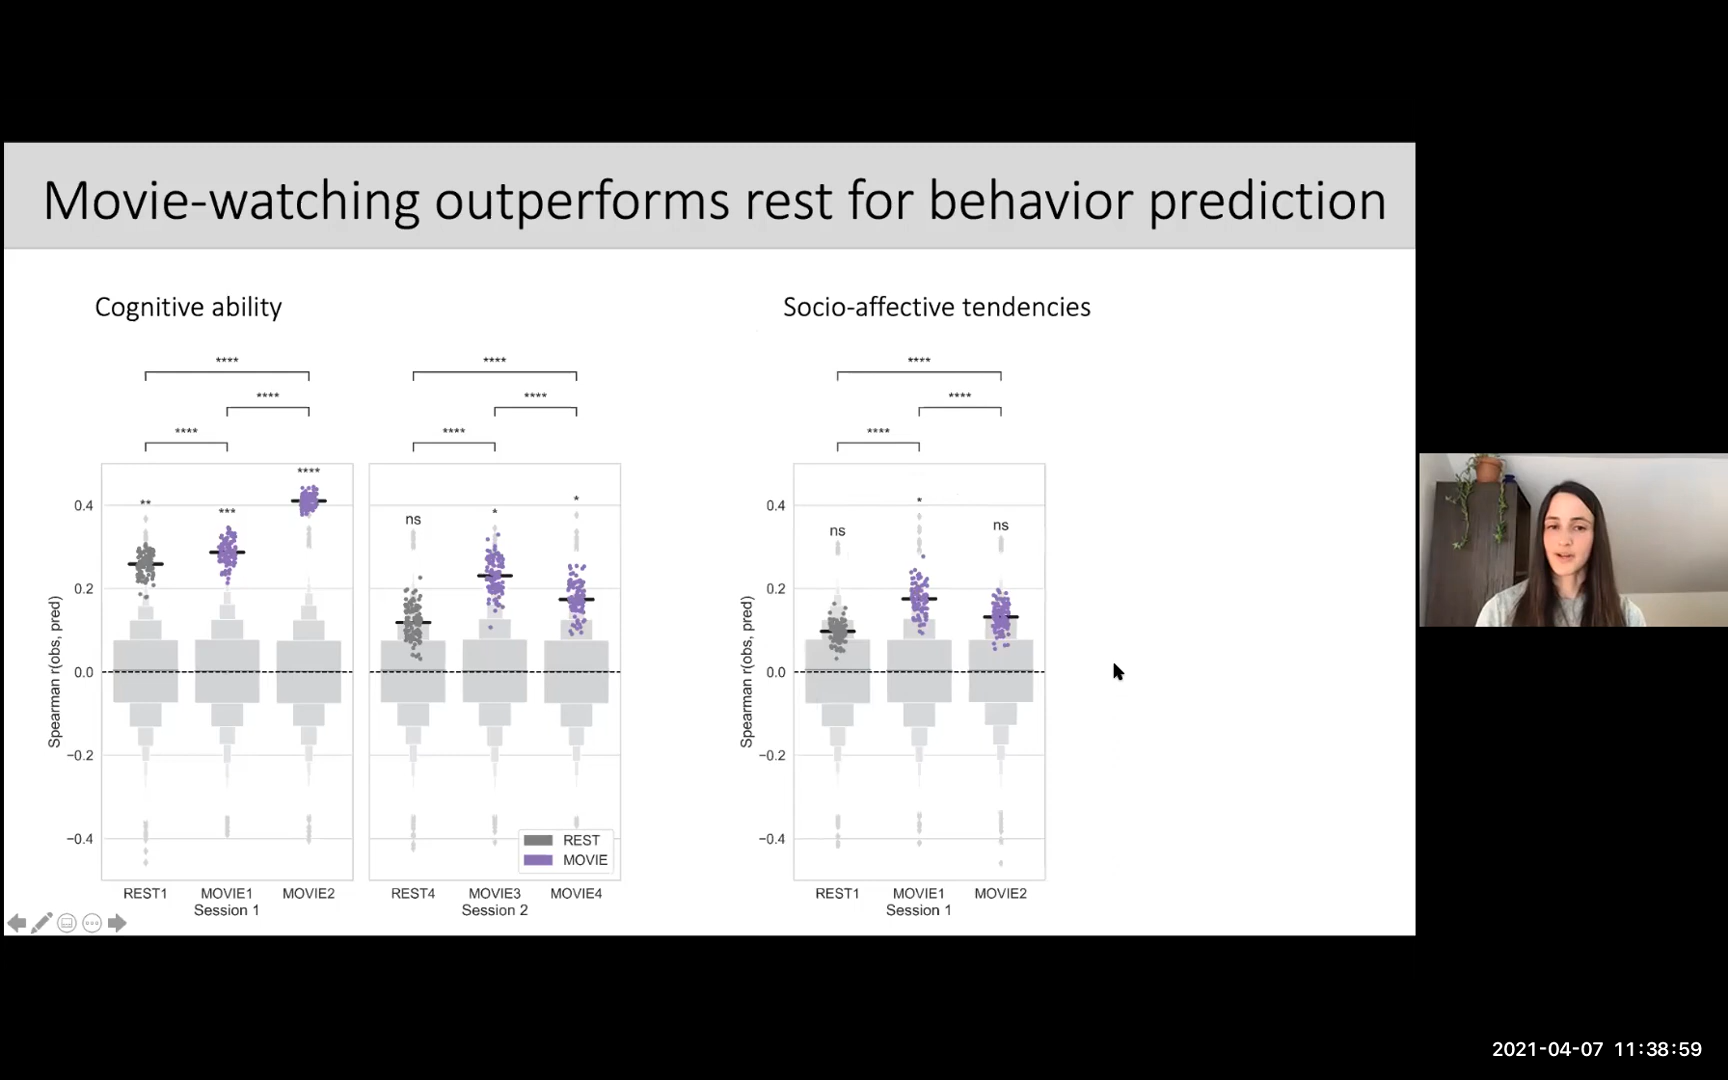 Movie-watching outperforms rest for behavior prediction
Cognitive ability
Socio-affective tendencies
****
****
****
****
****
****
****
****
****
**
***
****
ns
*
*
ns
*
ns
Spearman r(obs, pred)
0.4
0.2
0.0
−0.2
−0.4
REST
MOVIE
REST1
MOVIE1
MOVIE2
Session 1
REST4
MOVIE3
MOVIE4
Session 2
Spearman r(obs, pred)
0.4
0.2
0.0
−0.2
−0.4
REST1
MOVIE1
MOVIE2
Session 1
2021-04-07 11:38:59